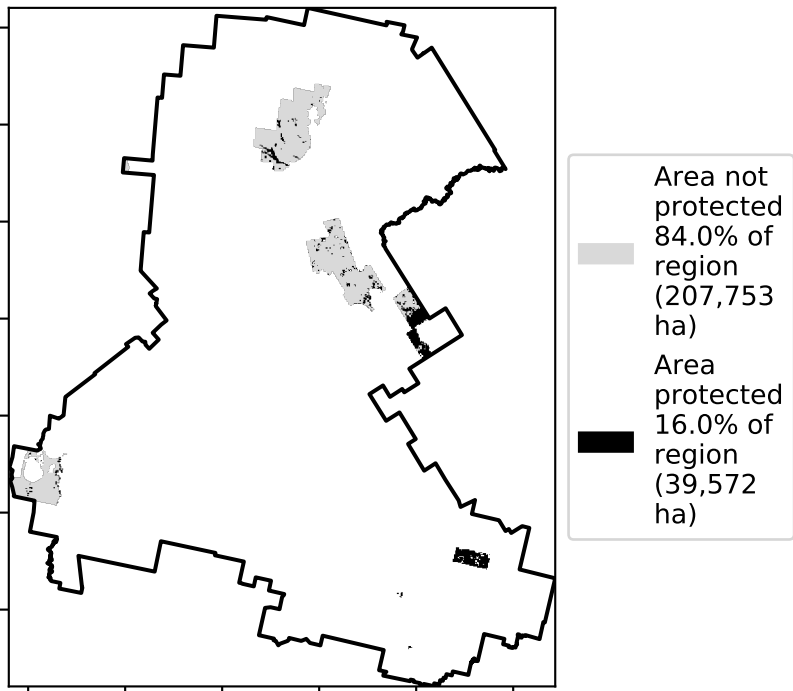 Area not
protected
84.0% of
region
(207,753
ha)
Area
protected
16.0% of
region
(39,572
ha)